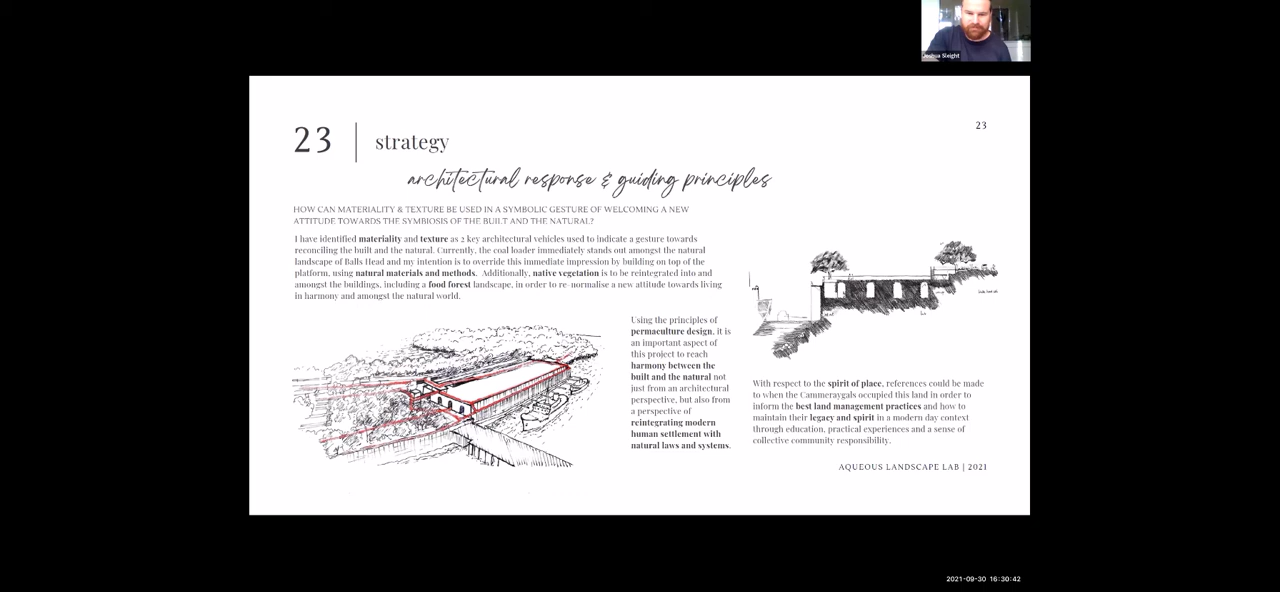 Joshua Sleight
23
23
strategy
architectural response & guiding principles
HOW CAN MATERIALITY & TEXTURE BE USED IN A SYMBOLIC GESTURE OF WELCOMING A NEW
ATTITUDE TOWARDS THE SYMBIOSIS OF THE BUILT AND THE NATURAL?
I have identified materiality and texture as 2 key architectural vehicles used to indicate a gesture towards
reconciling the built and the natural. Currently, the coal loader immediately stands out amongst the natural
landscape of Balls Head and my intention is to override this immediate impression by building on top of the
platform, using natural materials and methods. Additionally, native vegetation is to be reintegrated into and
amongst the buildings, including a food forest landscape, in order to re-normalise a new attitude towards living
in harmony and amongst the natural world.
Using the principles of
permaculture design, it is
an important aspect of
this project to reach
harmony between the
built and the natural not
just from an architectural
perspective, but also from
a perspective of
reintegrating modern
human settlement with
natural laws and systems.
With respect to the spirit of place, references could be made
to when the Cammeraygals occupied this land in order to
inform the best land management practices and how to
maintain their legacy and spirit in a modern day context
through education, practical experiences and a sense of
collective community responsibility.
AQUEOUS LANDSCAPE LAB | 2021
2021-09-30 16:30:42